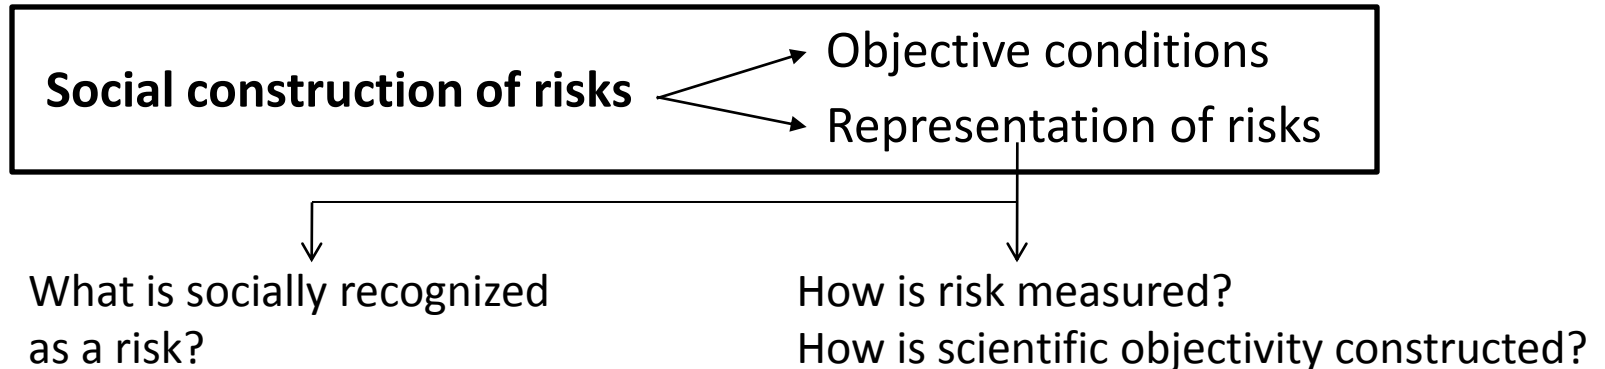 Social construction of risks
Objective conditions
Representation of risks
What is socially recognized
as a risk?
How is risk measured?
How is scientific objectivity constructed?